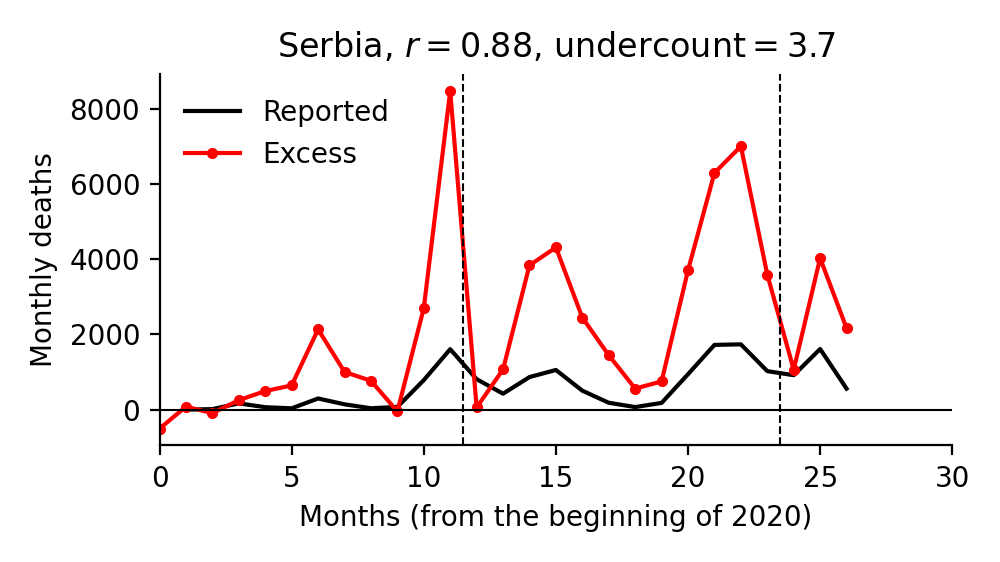 Serbia, r = 0.88, undercount = 3.7
Reported
Excess
Monthly deaths
8000
6000
4000
2000
0
0 5 10 15 20 25 30
Months (from the beginning of 2020)